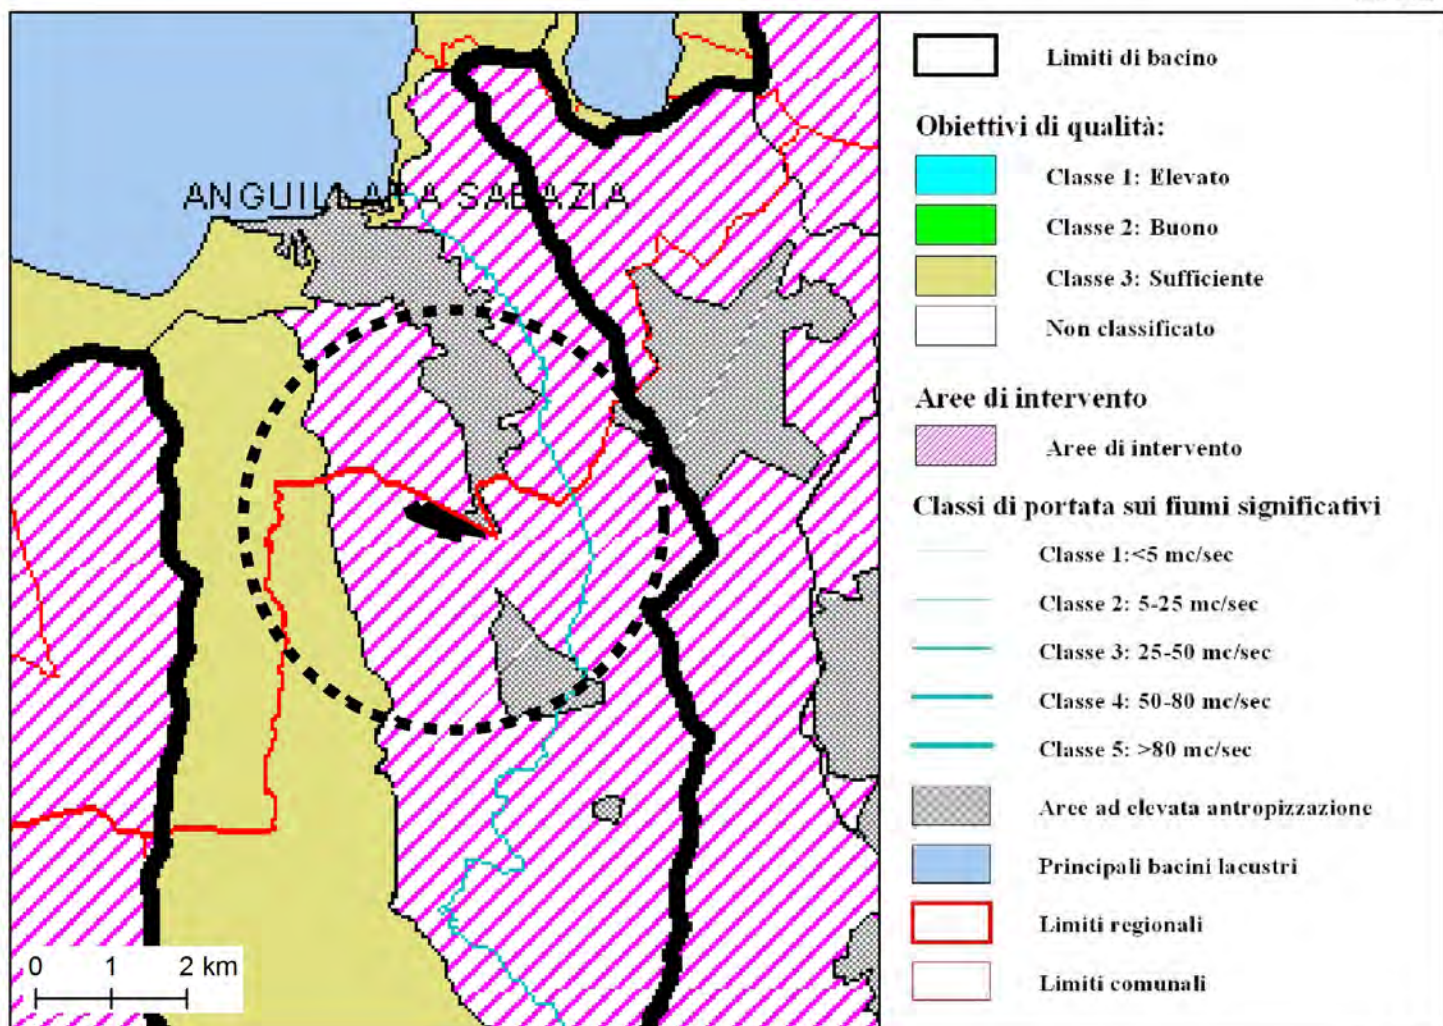 ANGUILLARA SABAZIA
0 1 2 km
Limiti di bacino
Obiettivi di qualità:
Classe 1: Elevato
Classe 2: Buono
Classe 3: Sufficiente
Non classificato
Aree di intervento
Aree di intervento
Classi di portata sui fiumi significativi
Classe 1:<5 mc/sec
Classe 2: 5-25 mc/sec
Classe 3: 25-50 mc/sec
Classe 4: 50-80 mc/sec
Classe 5: >80 mc/sec
Aree ad elevata antropizzazione
Principali bacini lacustri
Limiti regionali
Limiti comunali